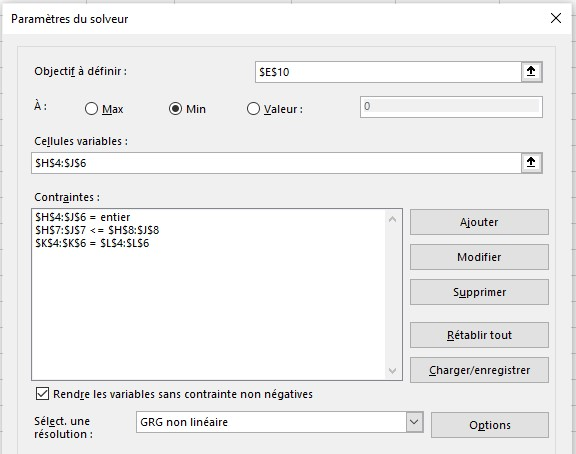 Paramètres du solveur
Objectif à définir :
$E$10
À :
Max
Min
Valeur :
0
Cellules variables :
$H$4:$J$6
Contraintes :
$H$4:$J$6 = entier
$H$7:$J$7 <= $H$8:$J$8
$K$4:$K$6 = $L$4:$L$6
Ajouter
Modifier
Supprimer
Rétablir tout
Charger/enregistrer
Rendre les variables sans contrainte non négatives
Sélect. une
résolution :
GRG non linéaire
Options